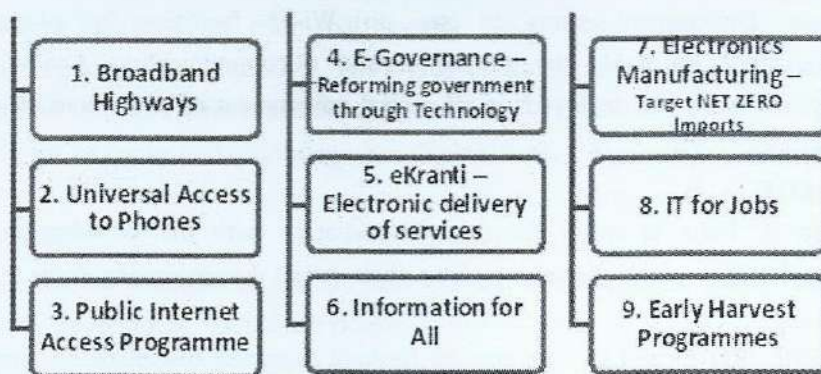 1. Broadband
Highways
2. Universal Access
to Phones
3. Public Internet
Access Programme
4. E-Governance –
Reforming government
through Technology
5. eKranti –
Electronic delivery
of services
6. Information for
All
7. Electronics
Manufacturing –
Target NET ZERO
Imports
8. IT for Jobs
9. Early Harvest
Programmes